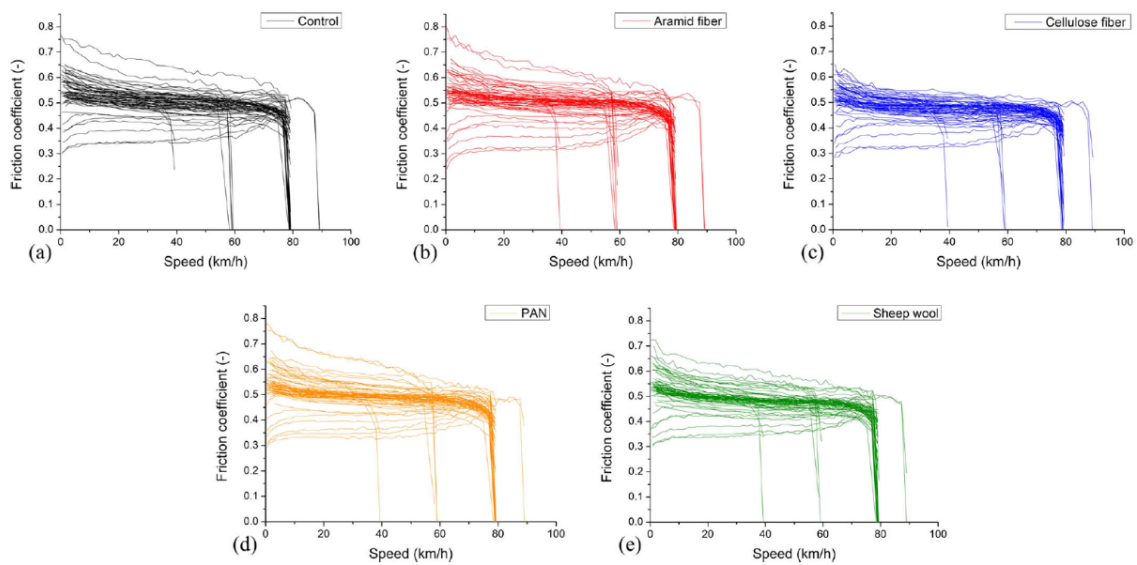 Control
Friction coefficient (-)
0.8
0.7
0.6
0.5
0.4
0.3
0.2
0.1
0.0
0 20 40 60 80 100
Speed (km/h)
(a)
Aramid fiber
Friction coefficient (-)
0.8
0.7
0.6
0.5
0.4
0.3
0.2
0.1
0.0
0 20 40 60 80 100
Speed (km/h)
(b)
Cellulose fiber
Friction coefficient (-)
0.8
0.7
0.6
0.5
0.4
0.3
0.2
0.1
0.0
0 20 40 60 80 100
Speed (km/h)
(c)
PAN
Friction coefficient (-)
0.8
0.7
0.6
0.5
0.4
0.3
0.2
0.1
0.0
0 20 40 60 80 100
Speed (km/h)
(d)
Sheep wool
Friction coefficient (-)
0.8
0.7
0.6
0.5
0.4
0.3
0.2
0.1
0.0
0 20 40 60 80 100
Speed (km/h)
(e)